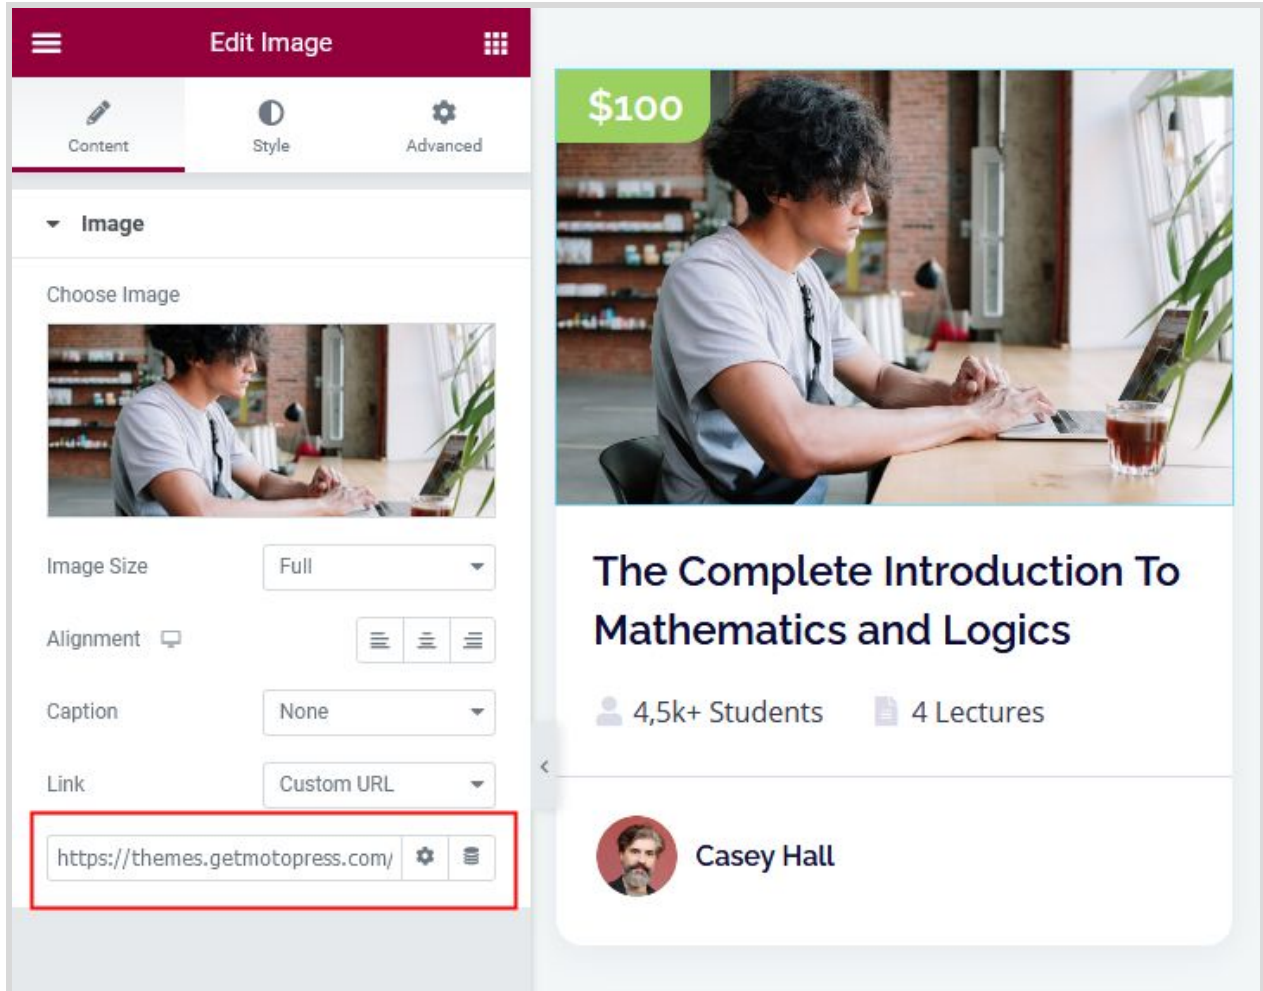 Edit Image
Content
Style
Advanced
Image
Choose Image
Image Size
Full
Alignment
Caption
None
Link
Custom URL
https://themes.getmotopress.com/
$100
The Complete Introduction To
Mathematics and Logics
4,5k+ Students
4 Lectures
Casey Hall